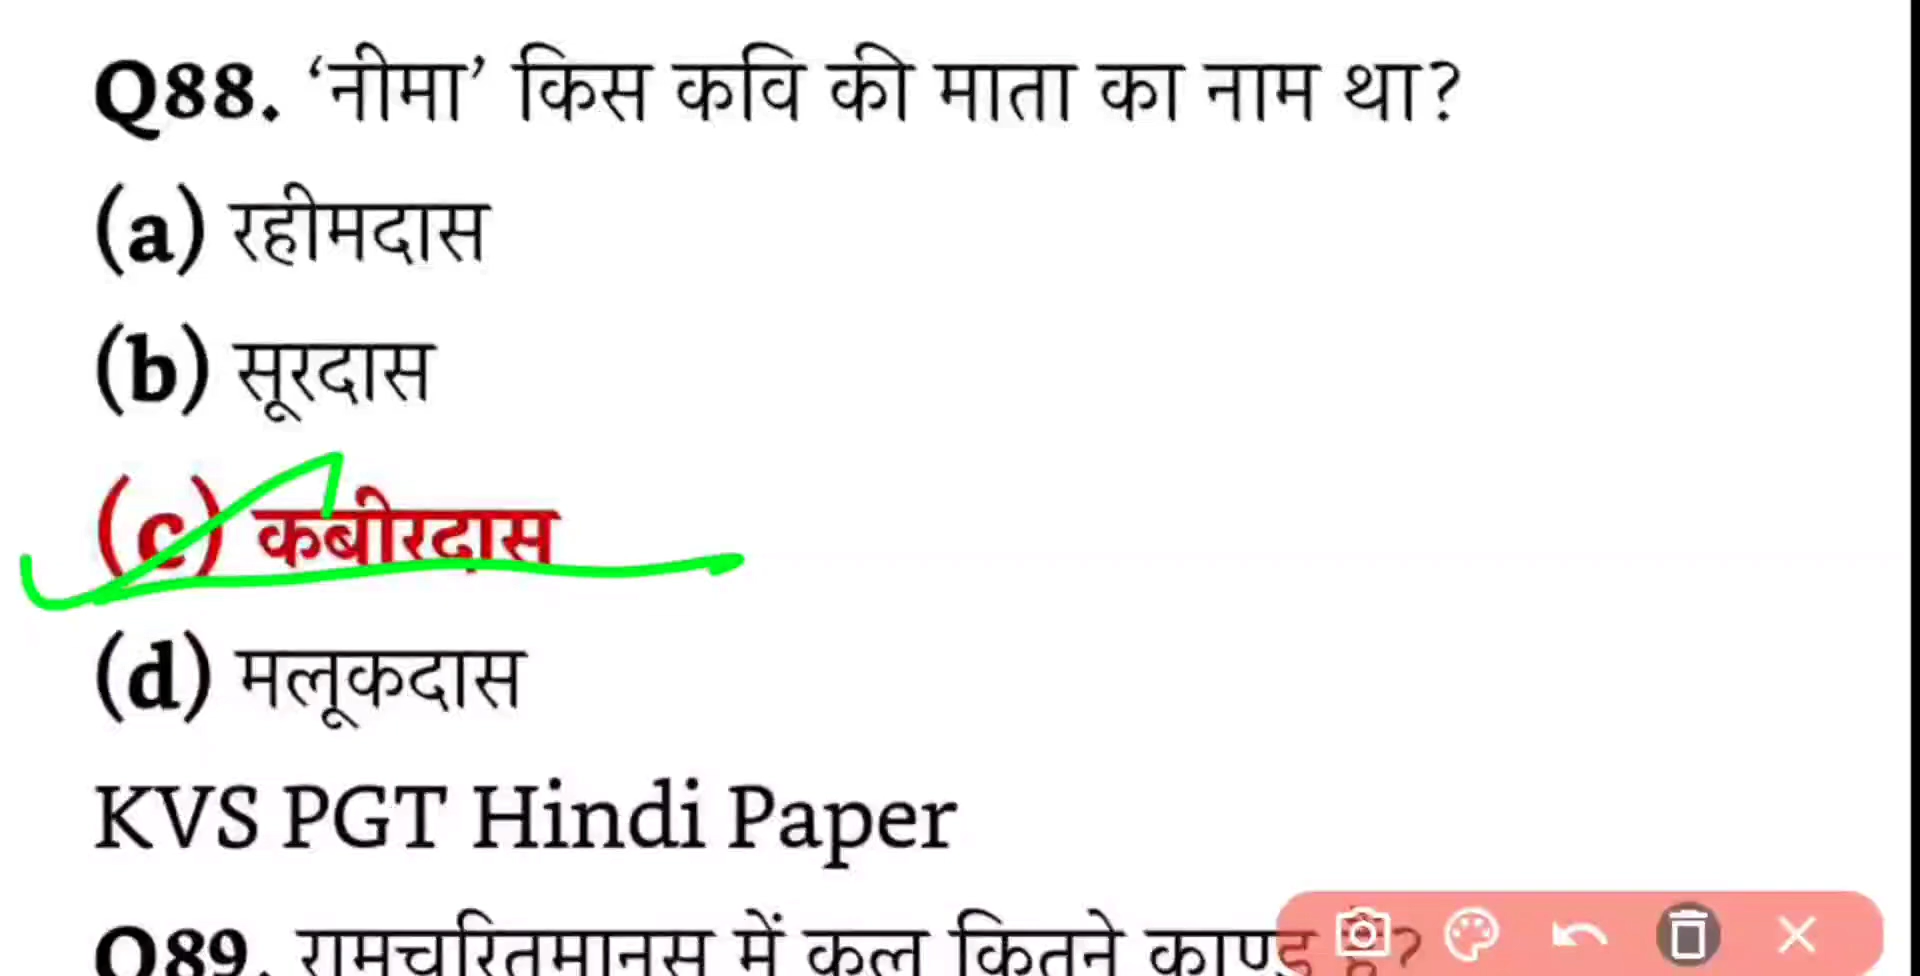 Q88. ‘नीमा’ किस कवि की माता का नाम था?
(a) रहीमदास
(b) सूरदास
(c) कबीरदास
(d) मलूकदास
KVS PGT Hindi Paper
Q89. रामचरितमानस में कुल कितने काण्ड हैं?